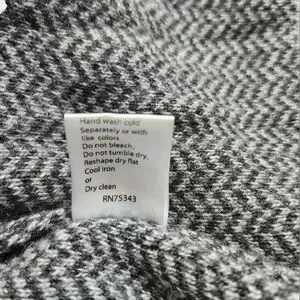 Hand wash cold
Separately or with
like colors
Do not bleach,
Do not tumble dry,
Reshape dry flat
Cool iron
or
Dry clean
RN75343